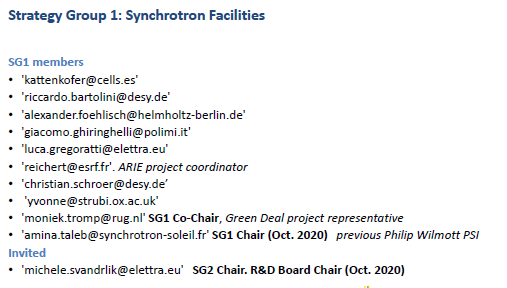 Strategy Group 1: Synchrotron Facilities
SG1 members
• 'kattenkofer@cells.es'
• 'riccardo.bartolini@desy.de'
• 'alexander.foehlisch@helmholtz-berlin.de'
• 'giacomo.ghiringhelli@polimi.it'
• 'luca.gregoratti@elettra.eu'
• 'reichert@esrf.fr'. ARIE project coordinator
• 'christian.schroer@desy.de’
• 'yvonne@strubi.ox.ac.uk'
• 'moniek.tromp@rug.nl' SG1 Co-Chair, Green Deal project representative
• 'amina.taleb@synchrotron-soleil.fr' SG1 Chair (Oct. 2020) previous Philip Wilmott PSI
Invited
• 'michele.svandrlik@elettra.eu' SG2 Chair. R&D Board Chair (Oct. 2020)